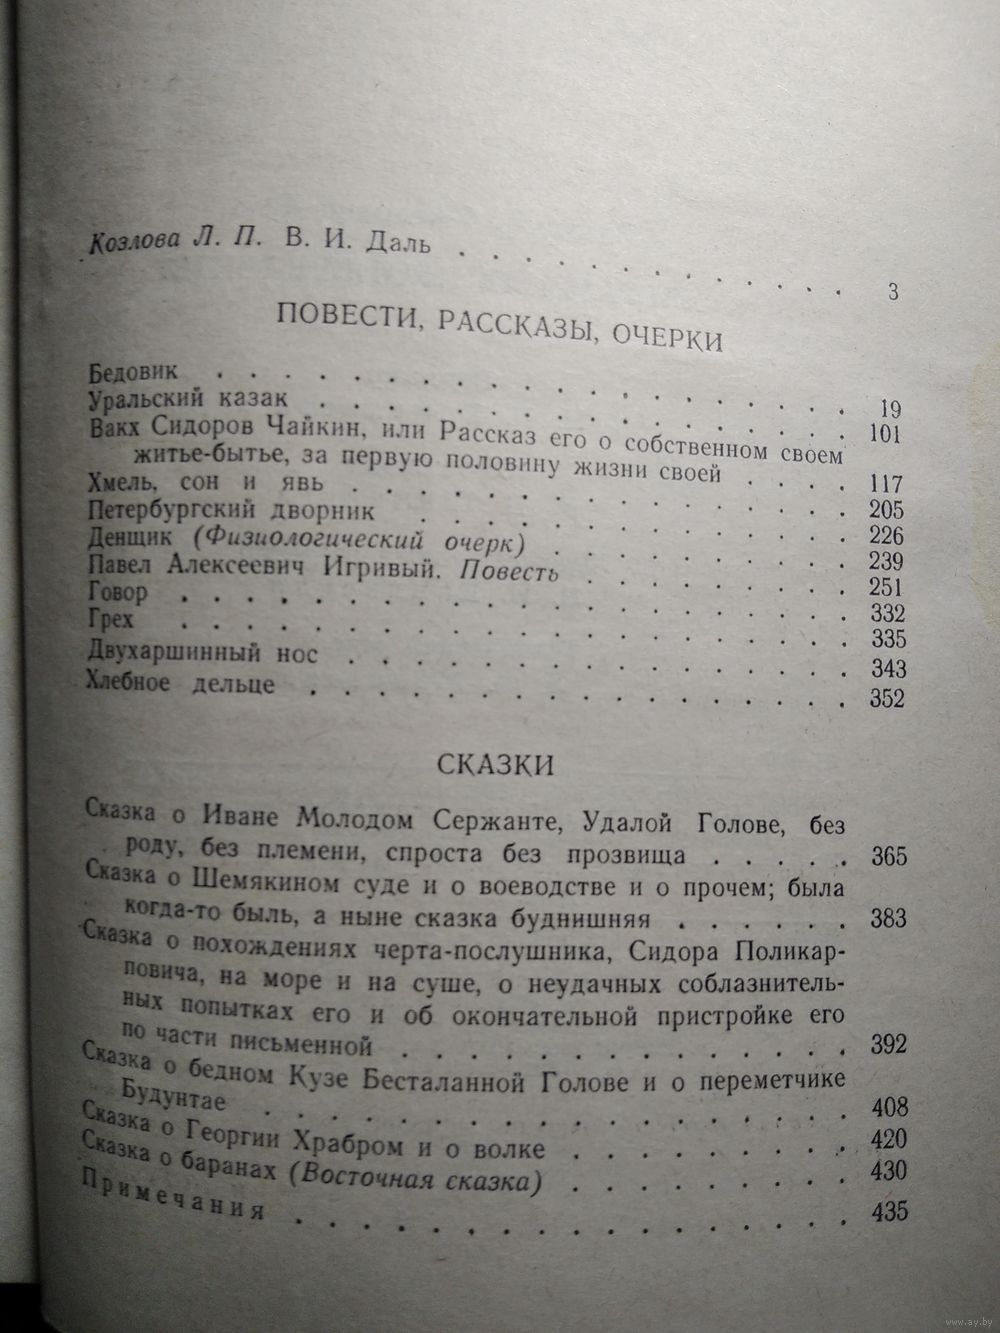 Козлова Л. П. В. И. Даль . . . . . . . . . . . . . 3
ПОВЕСТИ, РАССКАЗЫ, ОЧЕРКИ
Бедовик . . . . . . . . . . . . . . . . . . . 19
Уральский казак . . . . . . . . . . . . . . . . 101
Вакх Сидоров Чайкин, или Рассказ его о собственном своем
житье-бытье, за первую половину жизни своей . . . . 117
Хмель, сон и явь . . . . . . . . . . . . . . . 205
Петербургский дворник . . . . . . . . . . . . . 226
Денщик (Физиологический очерк) . . . . . . . . . 239
Павел Алексеевич Игривый. Повесть . . . . . . . . 251
Говор . . . . . . . . . . . . . . . . . . . . 332
Грех . . . . . . . . . . . . . . . . . . . . 335
Двухаршинный нос . . . . . . . . . . . . . . . 343
Хлебное дельце . . . . . . . . . . . . . . . . 352
СКАЗКИ
Сказка о Иване Молодом Сержанте, Удалой Голове, без
роду, без племени, спроста без прозвища . . . . . 365
Сказка о Шемякином суде и о воеводстве и о прочем; была
когда-то быль, а ныне сказка буднишняя . . . . . . 383
Сказка о похождениях черта-послушника, Сидора Поликар-
повича, на море и на суше, о неудачных соблазнитель-
ных попытках его и об окончательной пристройке его
по части письменной . . . . . . . . . . . . . . 392
Сказка о бедном Кузе Бесталанной Голове и о переметчике
Будунтае . . . . . . . . . . . . . . . . . . 408
Сказка о Георгии Храбром и о волке . . . . . . . . 420
Сказка о баранах (Восточная сказка) . . . . . . . . 430
Примечания . . . . . . . . . . . . . . . . . 435
www.ay.by